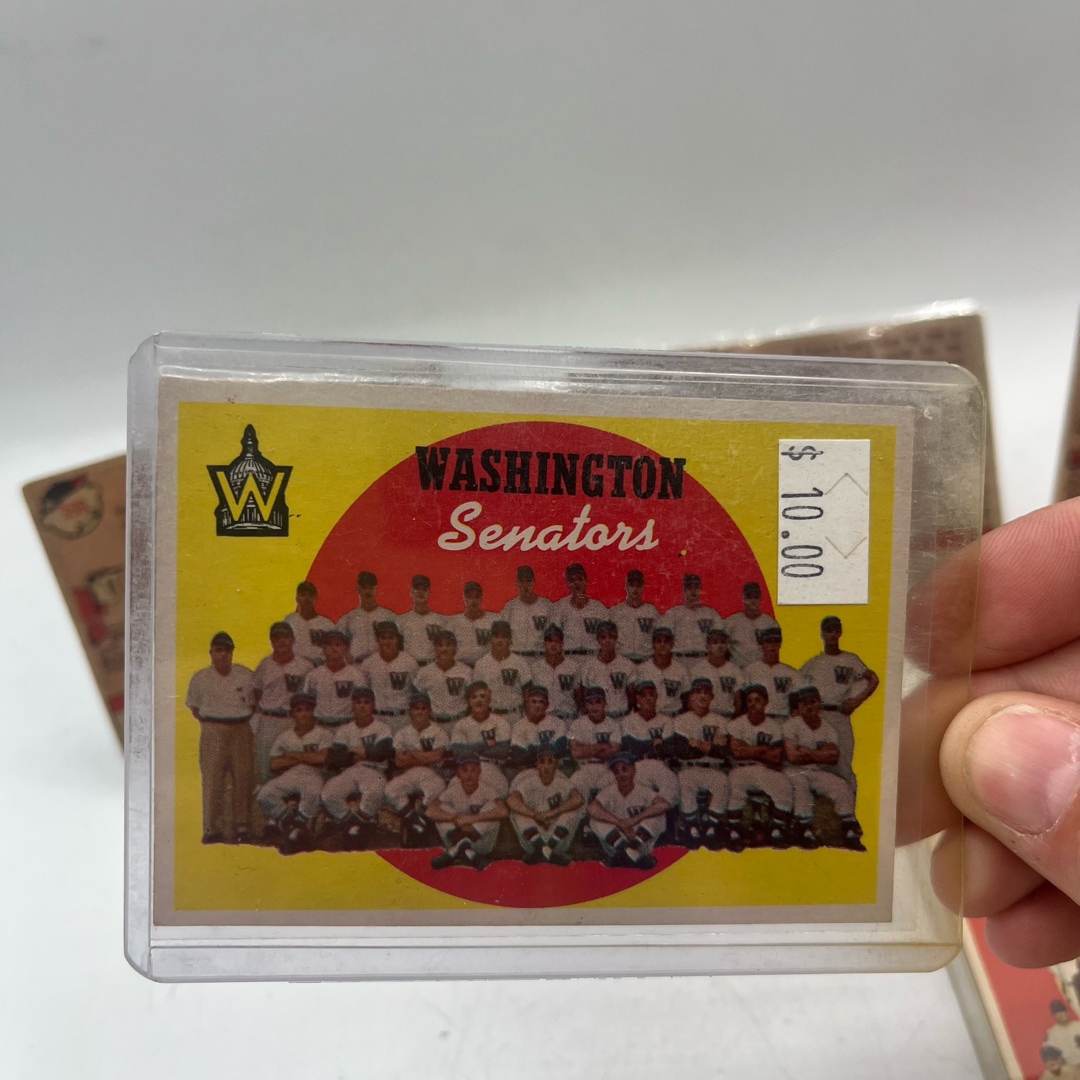 W
WASHINGTON
Senators
$ 10.00